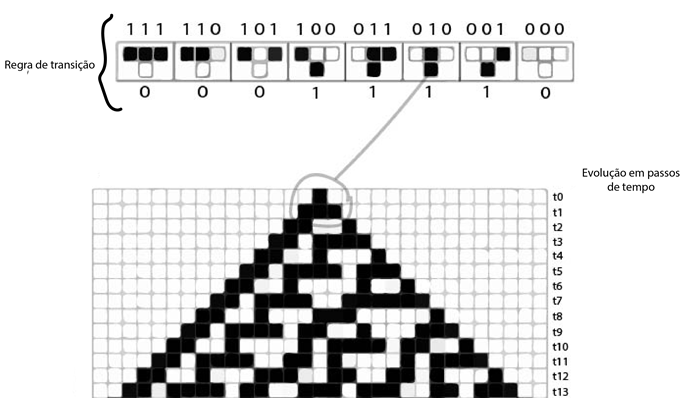 111 110 101 100 011 010 001 000
Regra de transição
0 0 0 1 1 1 1 0
Evolução em passos
de tempo
t0
t1
t2
t3
t4
t5
t6
t7
t8
t9
t10
t11
t12
t13